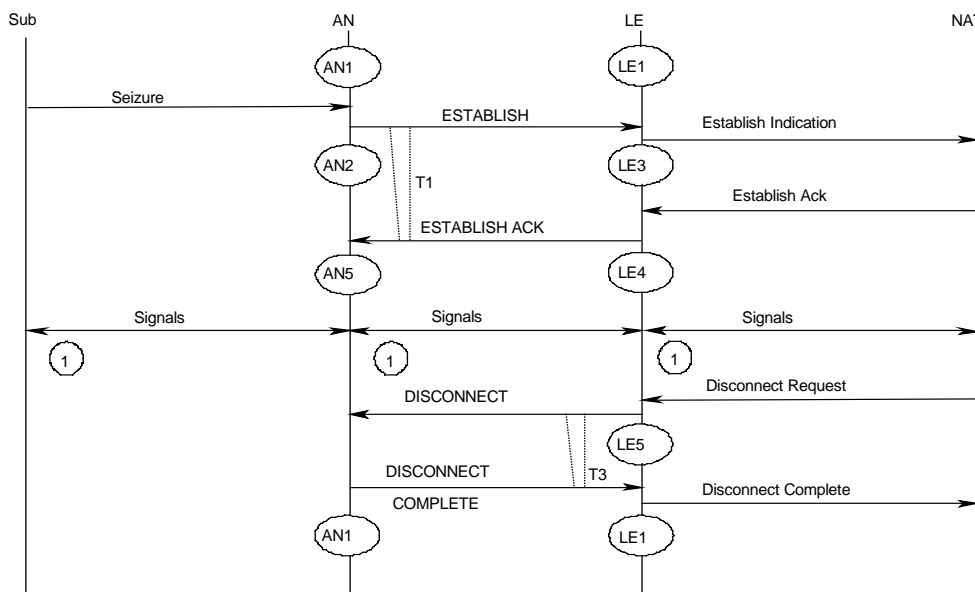 Sub AN LE NAT
AN1 LE1
Seizure
ESTABLISH
Establish Indication
AN2 LE3
T1
Establish Ack
ESTABLISH ACK
AN5 LE4
Signals Signals Signals
1 1 1
Disconnect Request
DISCONNECT
LE5
DISCONNECT
T3
Disconnect Complete
COMPLETE
AN1 LE1